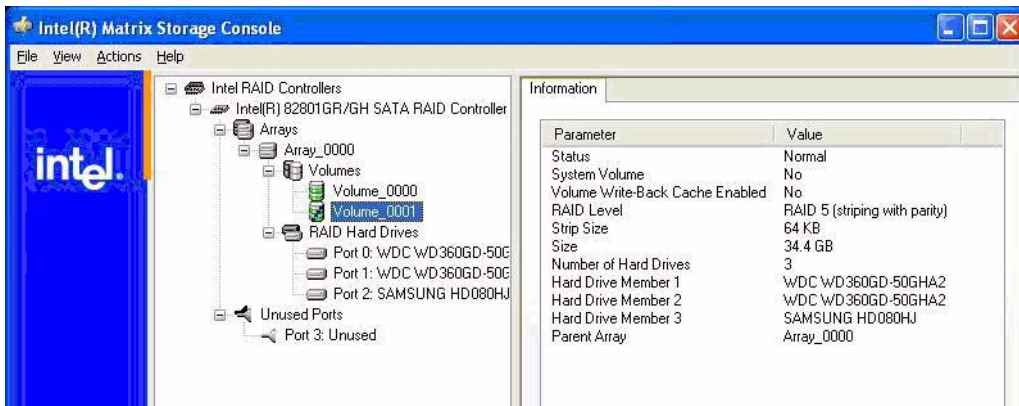 Intel(R) Matrix Storage Console
File View Actions Help
intel.
Intel RAID Controllers
Intel(R) 82801GR/GH SATA RAID Controller
Arrays
Array_0000
Volumes
Volume_0000
Volume_0001
RAID Hard Drives
Port 0: WDC WD360GD-50G
Port 1: WDC WD360GD-50G
Port 2: SAMSUNG HD080HJ
Unused Ports
Port 3: Unused
Information
Parameter Value
Status Normal
System Volume No
Volume Write-Back Cache Enabled No
RAID Level RAID 5 (striping with parity)
Strip Size 64 KB
Size 34.4 GB
Number of Hard Drives 3
Hard Drive Member 1 WDC WD360GD-50GHA2
Hard Drive Member 2 WDC WD360GD-50GHA2
Hard Drive Member 3 SAMSUNG HD080HJ
Parent Array Array_0000